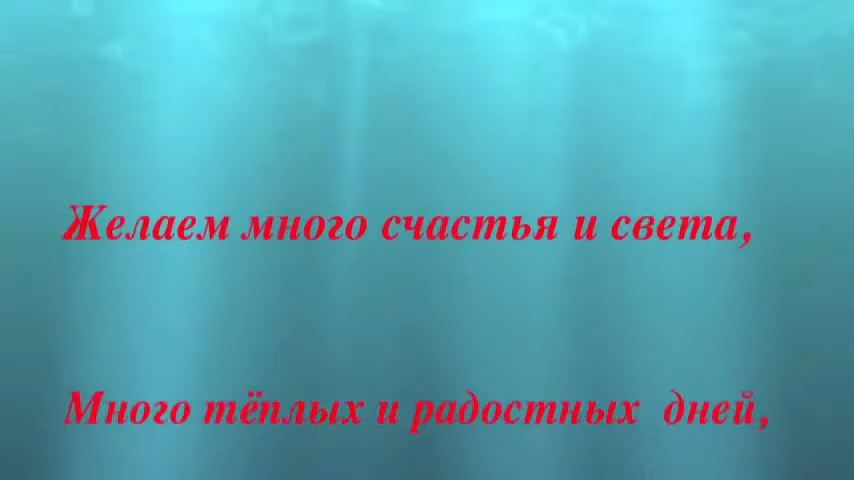 Желаем много счастья и света,
Много тёплых и радостных дней,